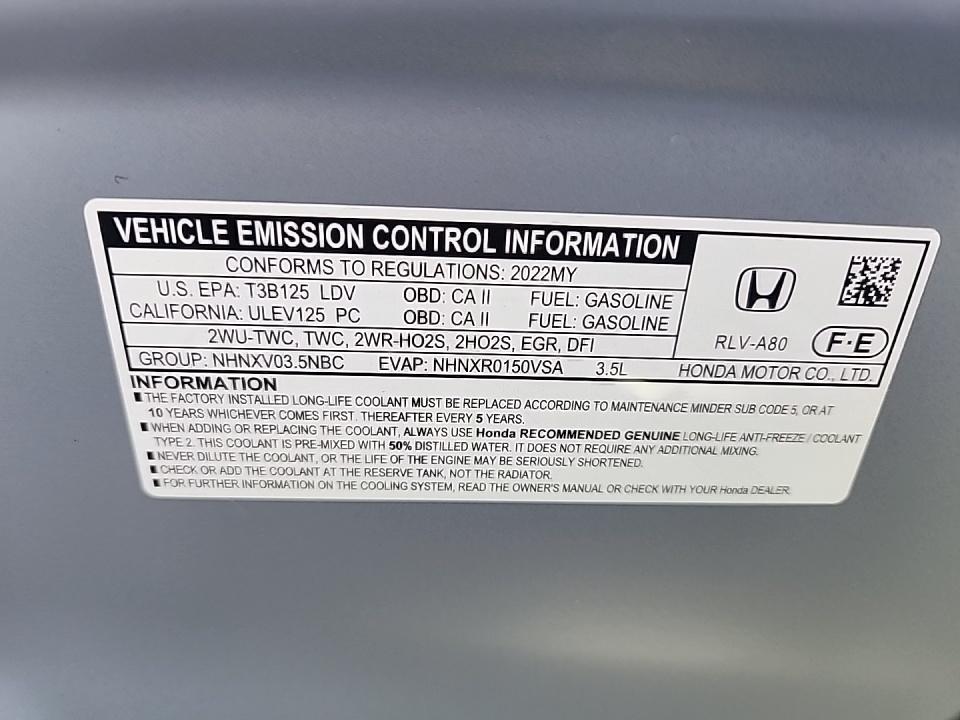 VEHICLE EMISSION CONTROL INFORMATION
CONFORMS TO REGULATIONS: 2022MY
U.S. EPA: T3B125 LDV OBD: CA II FUEL: GASOLINE
CALIFORNIA: ULEV125 PC OBD: CA II FUEL: GASOLINE
2WU-TWC, TWC, 2WR-HO2S, 2HO2S, EGR, DFI
GROUP: NHNXV03.5NBC EVAP: NHNXR0150VSA 3.5L
RLV-A80 F·E
HONDA MOTOR CO., LTD.
INFORMATION
■ THE FACTORY INSTALLED LONG-LIFE COOLANT MUST BE REPLACED ACCORDING TO MAINTENANCE MINDER SUB CODE 5, OR AT
10 YEARS WHICHEVER COMES FIRST. THEREAFTER EVERY 5 YEARS.
■ WHEN ADDING OR REPLACING THE COOLANT, ALWAYS USE Honda RECOMMENDED GENUINE LONG-LIFE ANTI-FREEZE / COOLANT
TYPE 2. THIS COOLANT IS PRE-MIXED WITH 50% DISTILLED WATER. IT DOES NOT REQUIRE ANY ADDITIONAL MIXING.
■ NEVER DILUTE THE COOLANT, OR THE LIFE OF THE ENGINE MAY BE SERIOUSLY SHORTENED.
■ CHECK OR ADD THE COOLANT AT THE RESERVE TANK, NOT THE RADIATOR.
■ FOR FURTHER INFORMATION ON THE COOLING SYSTEM, READ THE OWNER'S MANUAL OR CHECK WITH YOUR Honda DEALER.